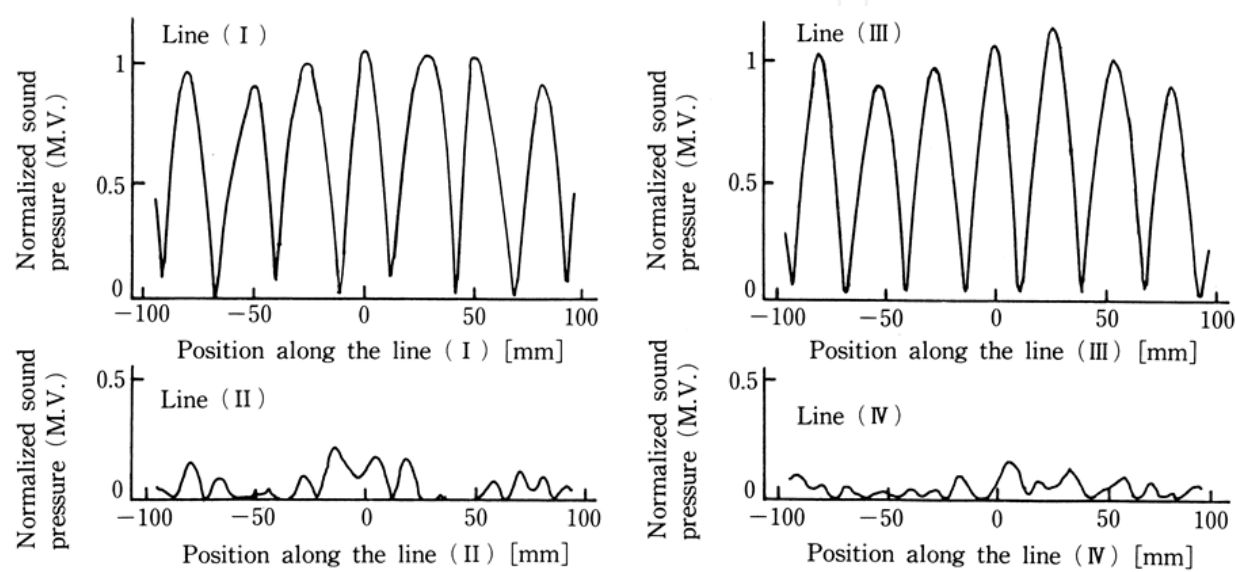 Line (Ⅰ)
Normalized sound
pressure (M.V.)
1
0.5
0
−100 −50 0 50 100
Position along the line (Ⅰ) [mm]
Line (Ⅲ)
Normalized sound
pressure (M.V.)
1
0.5
0
−100 −50 0 50 100
Position along the line (Ⅲ) [mm]
Line (Ⅱ)
Normalized sound
pressure (M.V.)
0.5
0
−100 −50 0 50 100
Position along the line (Ⅱ) [mm]
Line (Ⅳ)
Normalized sound
pressure (M.V.)
0.5
0
−100 −50 0 50 100
Position along the line (Ⅳ) [mm]